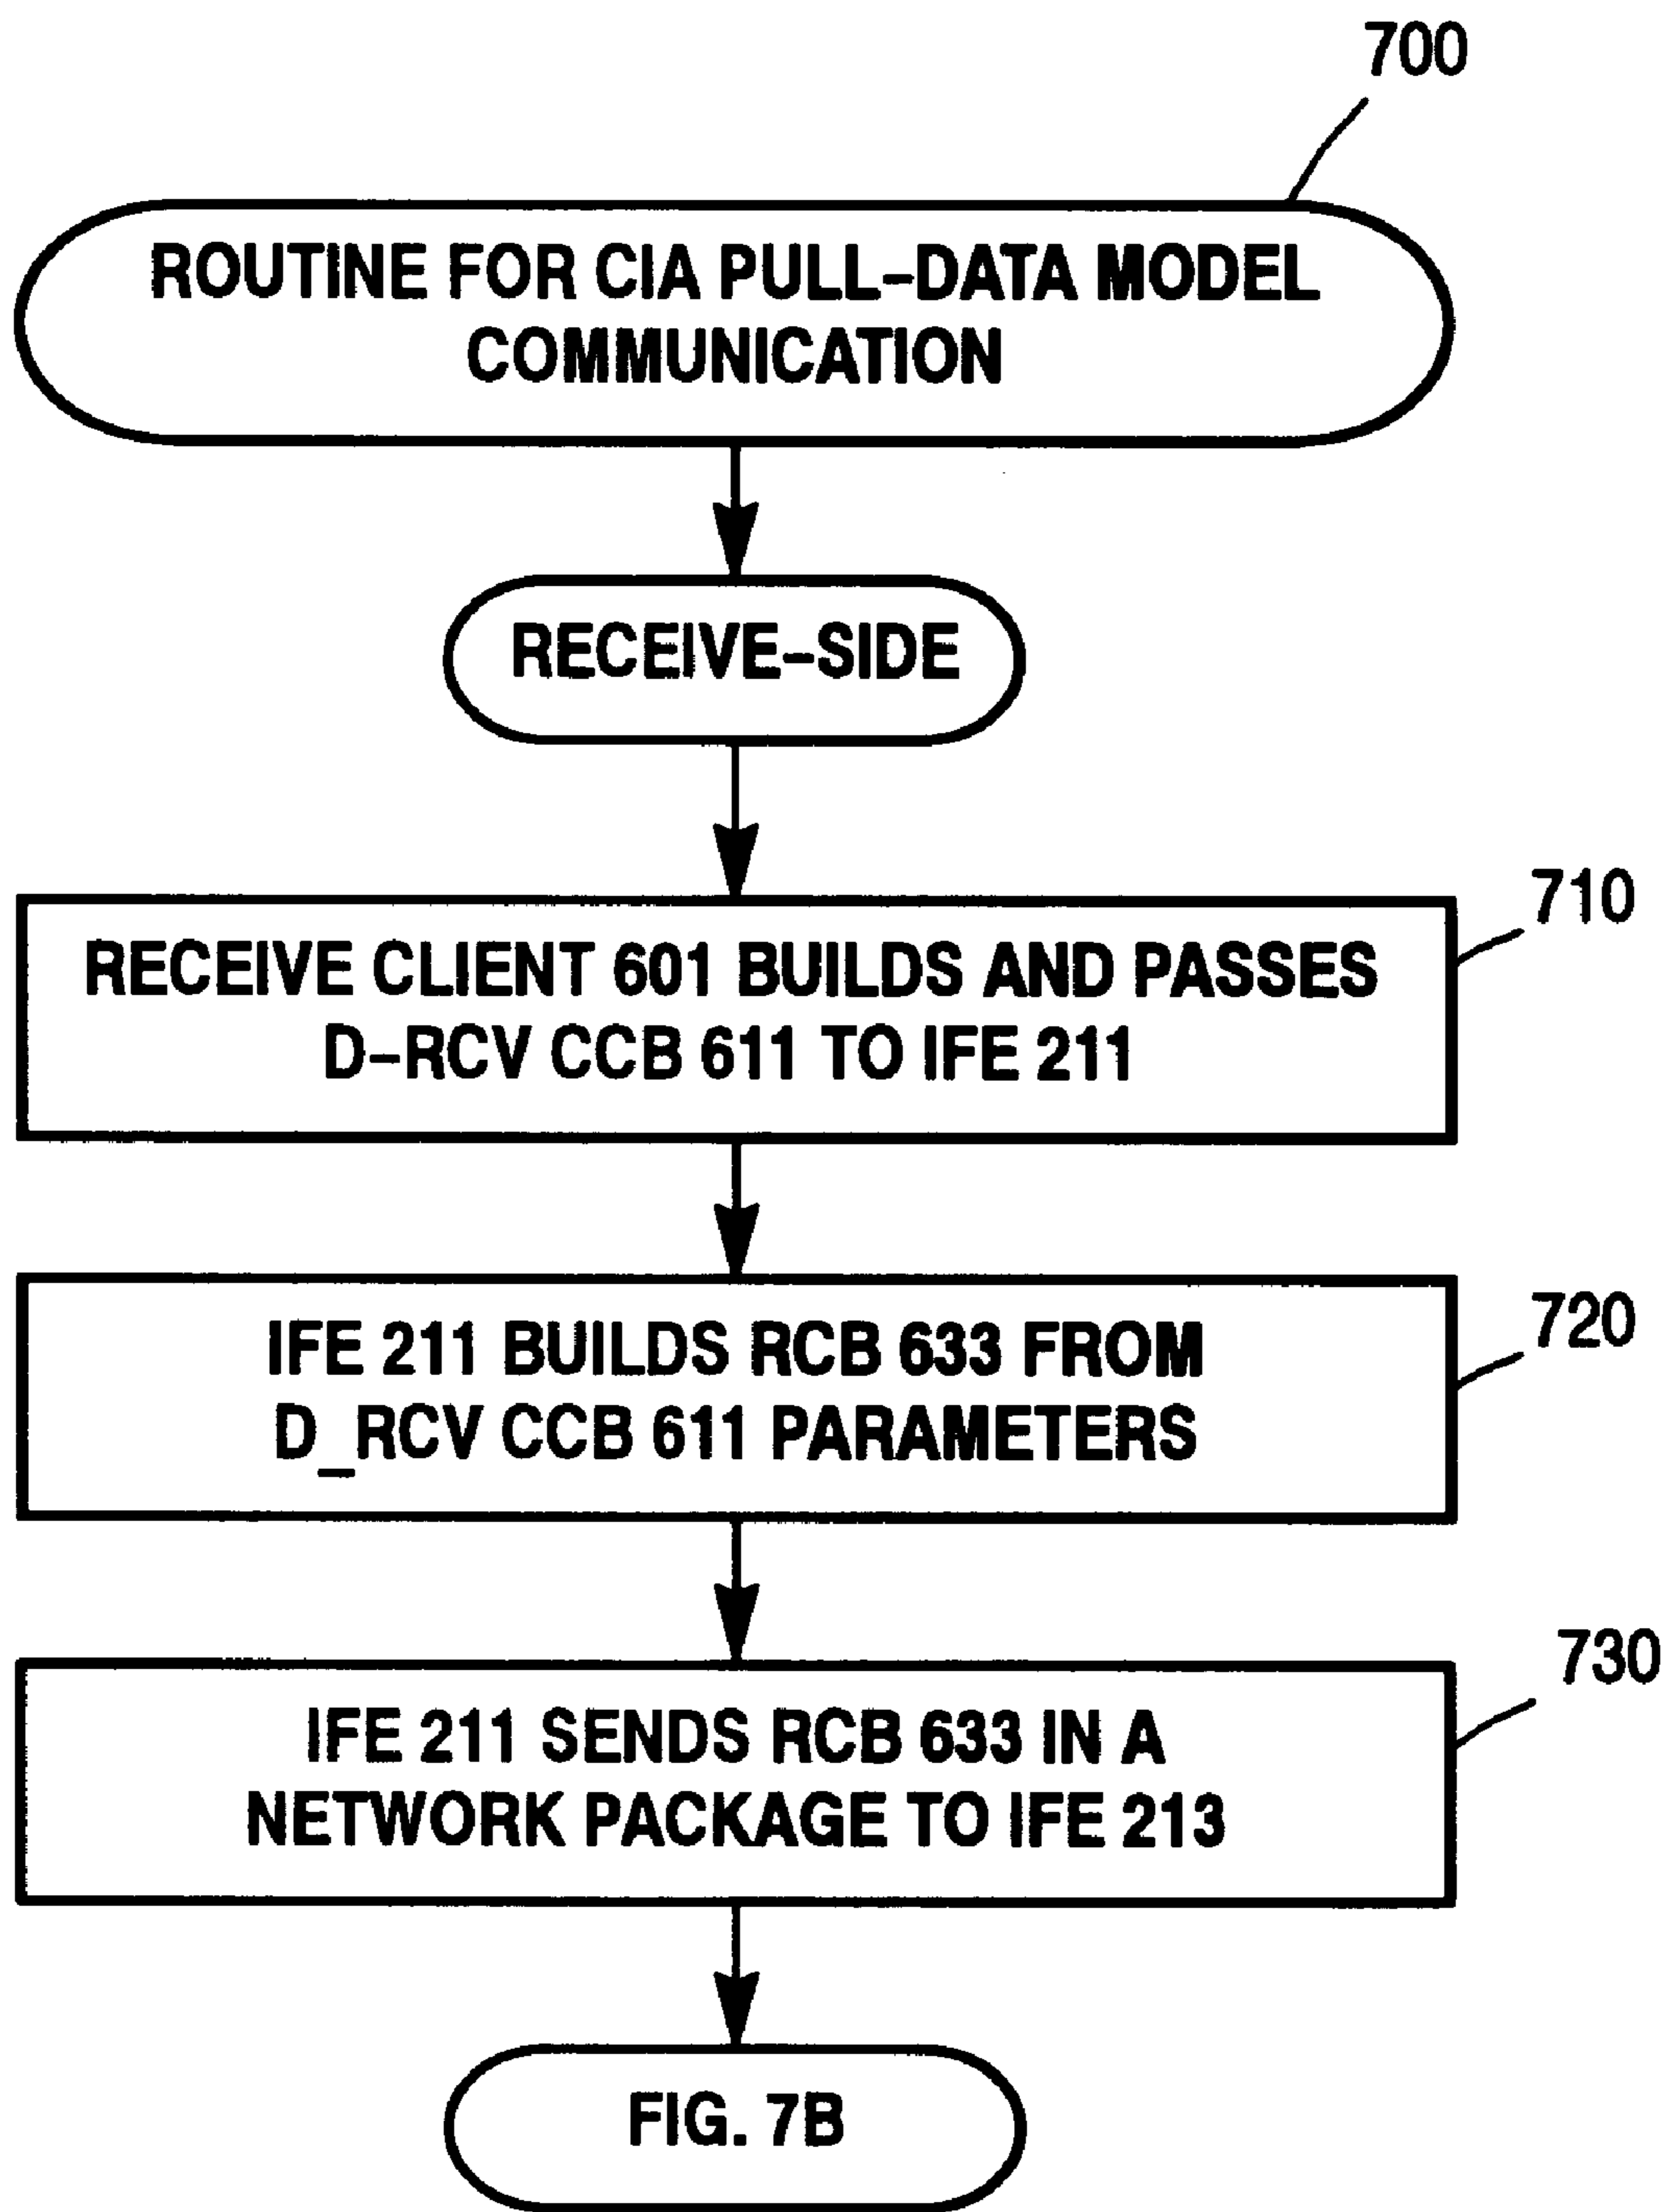 700
ROUTINE FOR CIA PULL-DATA MODEL
COMMUNICATION
RECEIVE-SIDE
710
RECEIVE CLIENT 601 BUILDS AND PASSES
D-RCV CCB 611 TO IFE 211
720
IFE 211 BUILDS RCB 633 FROM
D_RCV CCB 611 PARAMETERS
730
IFE 211 SENDS RCB 633 IN A
NETWORK PACKAGE TO IFE 213
FIG. 7B